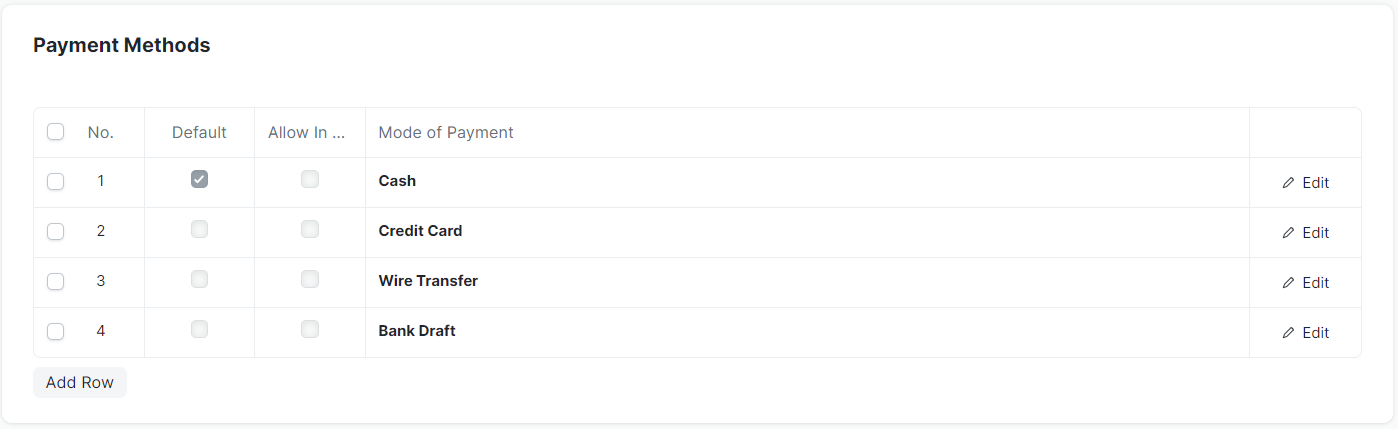 Payment Methods
No. Default Allow In ... Mode of Payment
1 Cash Edit
2 Credit Card Edit
3 Wire Transfer Edit
4 Bank Draft Edit
Add Row